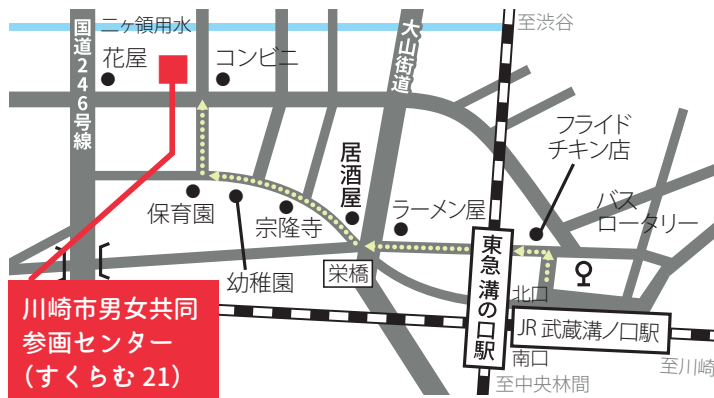 二ヶ領用水
至渋谷
花屋
コンビニ
国道246号線
大山街道
フライド
チキン店
居酒屋
バス
ロータリー
保育園
宗隆寺
ラーメン屋
幼稚園
栄橋
東急 溝の口駅
北口
JR 武蔵溝ノ口駅
南口
至川崎
至中央林間
川崎市男女共同
参画センター
(すくらむ 21)